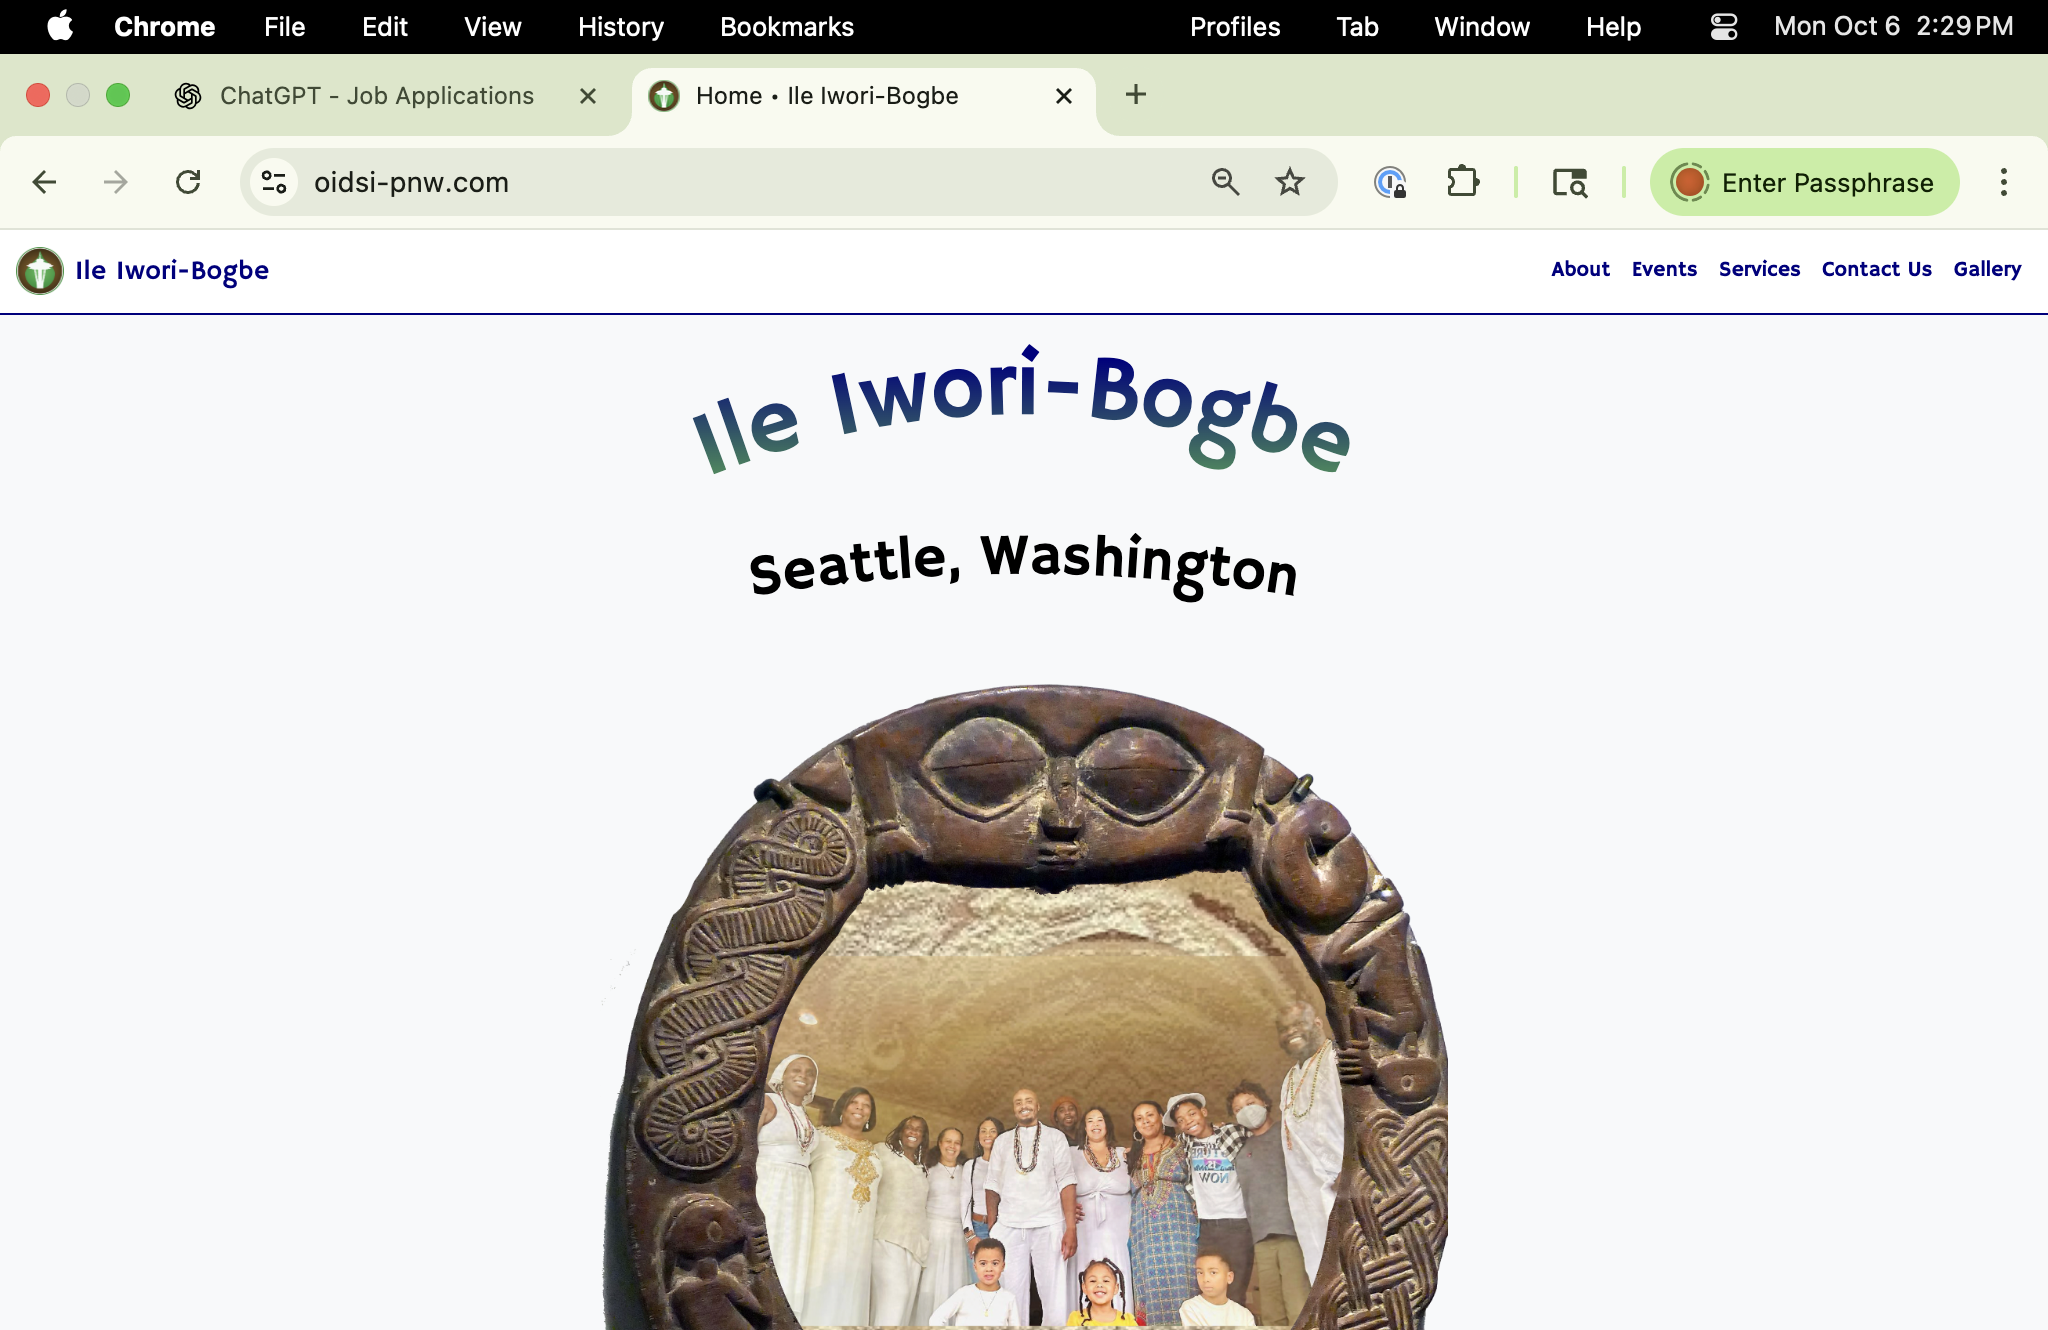 Chrome File Edit View History Bookmarks Profiles Tab Window Help Mon Oct 6 2:29 PM
ChatGPT - Job Applications
Home • Ile Iwori-Bogbe
oidsi-pnw.com
Enter Passphrase
Ile Iwori-Bogbe
About Events Services Contact Us Gallery
Ile Iwori-Bogbe
Seattle, Washington
NOW